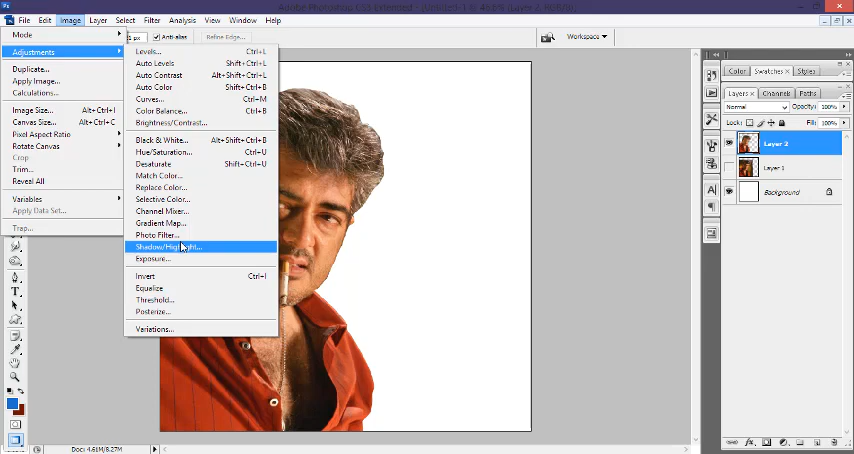 Ps
File Edit Image Layer Select Filter Analysis View Window Help
Anti-alias Refine Edge... Workspace
Mode
Adjustments
Duplicate...
Apply Image...
Calculations...
Image Size... Alt+Ctrl+I
Canvas Size... Alt+Ctrl+C
Pixel Aspect Ratio
Rotate Canvas
Crop
Trim...
Reveal All
Variables
Apply Data Set...
Trap...
Levels... Ctrl+L
Auto Levels Shift+Ctrl+L
Auto Contrast Alt+Shift+Ctrl+L
Auto Color Shift+Ctrl+B
Curves... Ctrl+M
Color Balance... Ctrl+B
Brightness/Contrast...
Black & White... Alt+Shift+Ctrl+B
Hue/Saturation... Ctrl+U
Desaturate Shift+Ctrl+U
Match Color...
Replace Color...
Selective Color...
Channel Mixer...
Gradient Map...
Photo Filter...
Shadow/Highlight...
Exposure...
Invert Ctrl+I
Equalize
Threshold...
Posterize...
Variations...
Color Swatches Styles
Layers Channels Paths
Normal Opacity: 100%
Lock: Fill: 100%
Layer 2
Layer 1
Background
Doc: 4.61M/8.27M